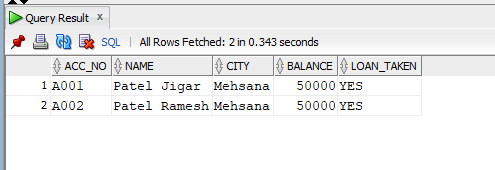 Query Result x
SQL | All Rows Fetched: 2 in 0.343 seconds
ACC_NO NAME CITY BALANCE LOAN_TAKEN
1 A001 Patel Jigar Mehsana 50000 YES
2 A002 Patel Ramesh Mehsana 50000 YES